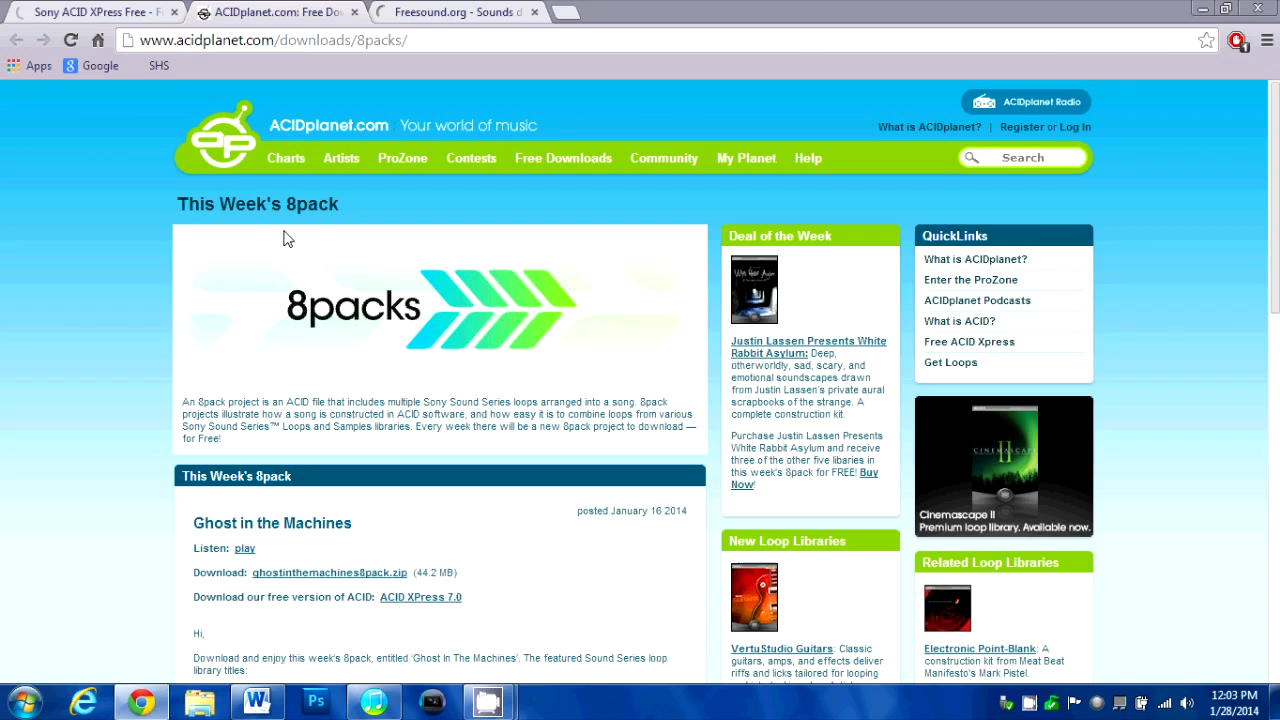 Sony ACID XPress Free - F
ACIDplanet.com: Free Do
Freesound.org - Sounds d
www.acidplanet.com/downloads/8packs/
Apps
Google
SHS
ACIDplanet Radio
ACIDplanet.com Your world of music
What is ACIDplanet? | Register or Log In
Charts Artists ProZone Contests Free Downloads Community My Planet Help
Search
This Week's 8pack
8packs
An 8pack project is an ACID file that includes multiple Sony Sound Series loops arranged into a song. 8pack
projects illustrate how a song is constructed in ACID software, and how easy it is to combine loops from various
Sony Sound Series™ Loops and Samples libraries. Every week there will be a new 8pack project to download —
for Free!
This Week's 8pack
posted January 16 2014
Ghost in the Machines
Listen: play
Download: ghostinthemachines8pack.zip (44.2 MB)
Download our free version of ACID: ACID XPress 7.0
Hi,
Download and enjoy this week's 8pack, entitled 'Ghost In The Machines'. The featured Sound Series loop
library titles:
Deal of the Week
Justin Lassen Presents White
Rabbit Asylum: Deep,
otherworldly, sad, scary, and
emotional soundscapes drawn
from Justin Lassen's private aural
scrapbooks of the strange. A
complete construction kit.
Purchase Justin Lassen Presents
White Rabbit Asylum and receive
three of the other five libaries in
this week's 8pack for FREE! Buy
Now!
New Loop Libraries
VertuStudio Guitars: Classic
guitars, amps, and effects deliver
riffs and licks tailored for looping
QuickLinks
What is ACIDplanet?
Enter the ProZone
ACIDplanet Podcasts
What is ACID?
Free ACID Xpress
Get Loops
CINEMASCAPE
II
Cinemascape II
Premium loop library. Available now.
Related Loop Libraries
Electronic Point-Blank: A
construction kit from Meat Beat
Manifesto's Mark Pistel.
12:03 PM
1/28/2014